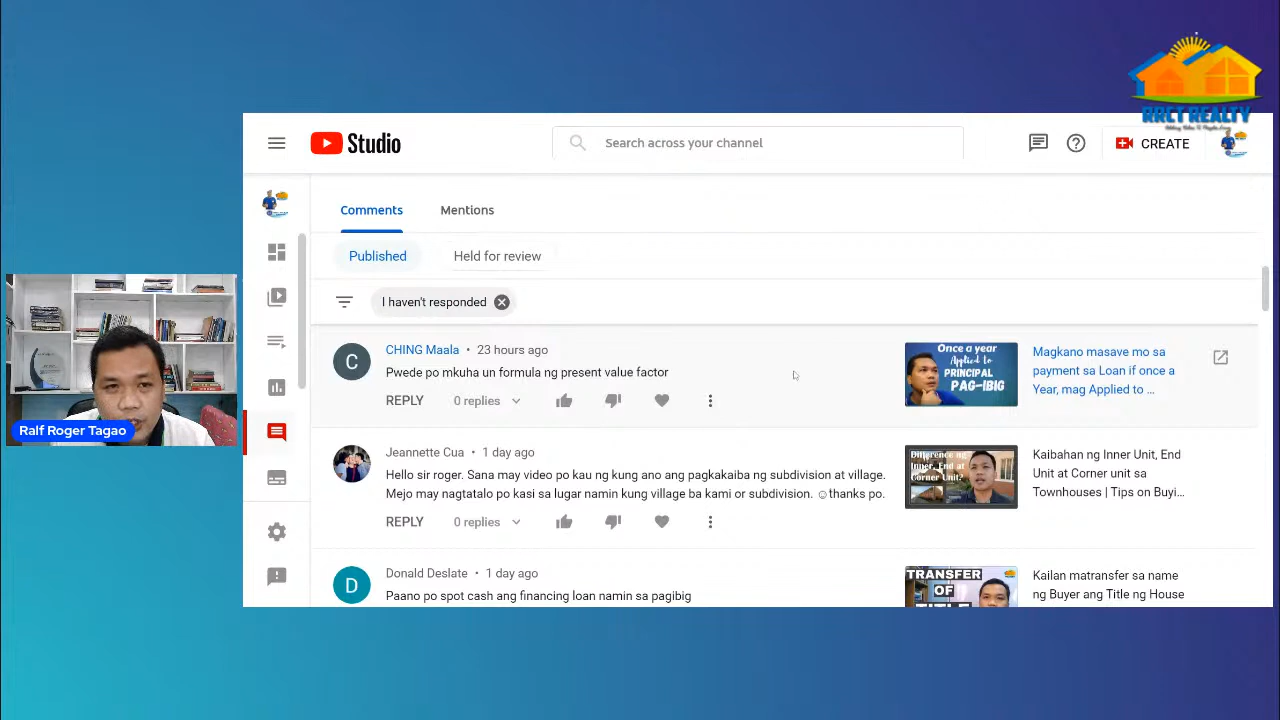 RRCT REALTY
Studio
Search across your channel
CREATE
Comments
Mentions
Published
Held for review
I haven't responded
CHING Maala • 23 hours ago
Pwede po mkuha un formula ng present value factor
REPLY
0 replies
Once a year
Applied to
PRINCIPAL
PAG-IBIG
Magkano masave mo sa
payment sa Loan if once a
Year, mag Applied to ...
Jeannette Cua • 1 day ago
Hello sir roger. Sana may video po kau ng kung ano ang pagkakaiba ng subdivision at village.
Mejo may nagtatalo po kasi sa lugar namin kung village ba kami or subdivision. ☺thanks po.
REPLY
0 replies
Difference ng
Inner, End at
Corner Unit?
Kaibahan ng Inner Unit, End
Unit at Corner unit sa
Townhouses | Tips on Buyi...
Donald Deslate • 1 day ago
Paano po spot cash ang financing loan namin sa pagibig
TRANSFER
OF
Kailan matransfer sa name
ng Buyer ang Title ng House
Ralf Roger Tagao
C
D